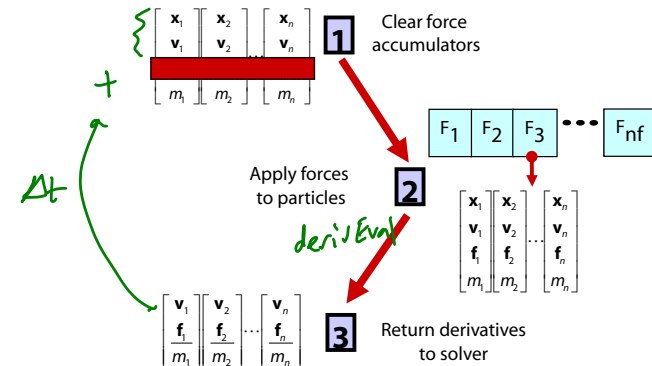 x₁ x₂ xₙ
v₁ v₂ ... vₙ
m₁ m₂ mₙ
1
Clear force
accumulators
+
F₁ F₂ F₃ •••• Fnf
Apply forces
to particles
2
Δt
derivEval
x₁ x₂ xₙ
v₁ v₂ vₙ
f₁ f₂ ... fₙ
m₁ m₂ mₙ
v₁ v₂ vₙ
f₁ f₂ ... fₙ
m₁ m₂ mₙ
3
Return derivatives
to solver